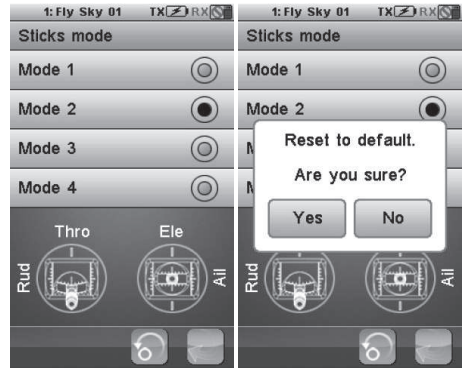 1: Fly Sky 01 TX RX
Sticks mode
Mode 1
Mode 2
Mode 3
Mode 4
Thro Ele
Rud Ail
1: Fly Sky 01 TX RX
Sticks mode
Mode 1
Mode 2
Reset to default.
Are you sure?
Yes No
Rud Ail